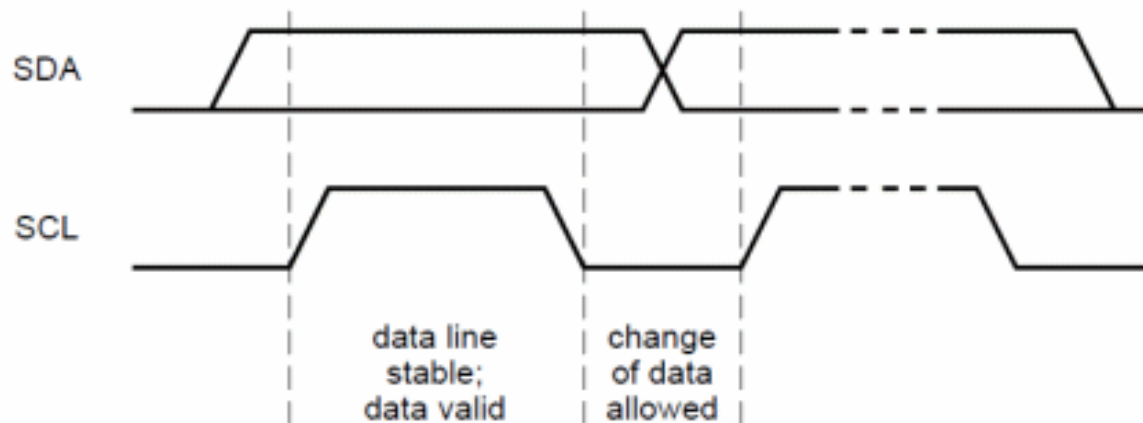 SDA
SCL
data line
stable;
data valid
change
of data
allowed